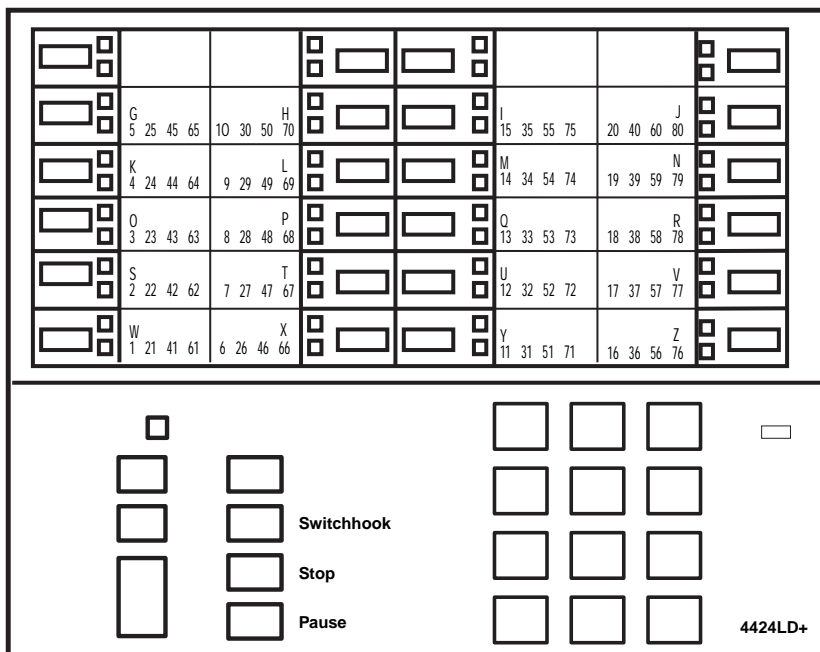 G H I J
5 25 45 65 10 30 50 70 15 35 55 75 20 40 60 80
K L M N
4 24 44 64 9 29 49 69 14 34 54 74 19 39 59 79
O P Q R
3 23 43 63 8 28 48 68 13 33 53 73 18 38 58 78
S T U V
2 22 42 62 7 27 47 67 12 32 52 72 17 37 57 77
W X Y Z
1 21 41 61 6 26 46 66 11 31 51 71 16 36 56 76
Switchhook
Stop
Pause
4424LD+